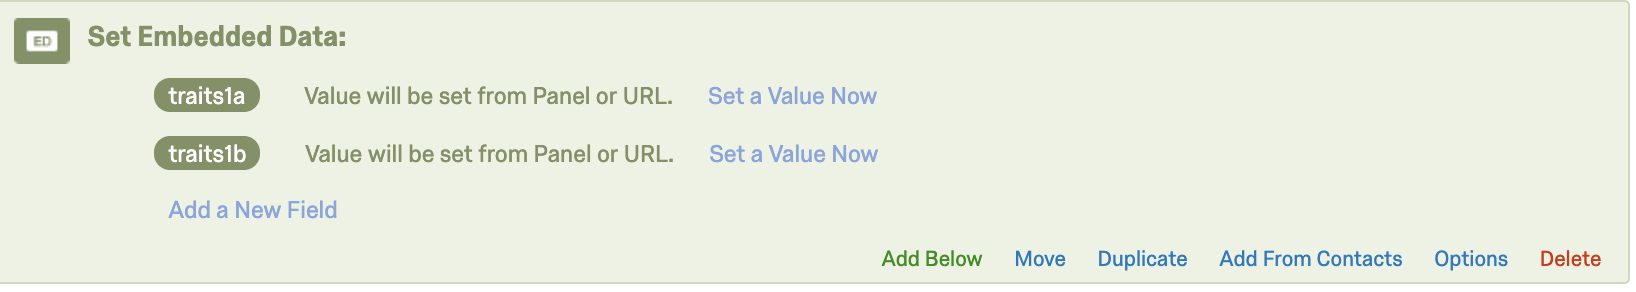 ED Set Embedded Data:
traits1a Value will be set from Panel or URL. Set a Value Now
traits1b Value will be set from Panel or URL. Set a Value Now
Add a New Field
Add Below Move Duplicate Add From Contacts Options Delete